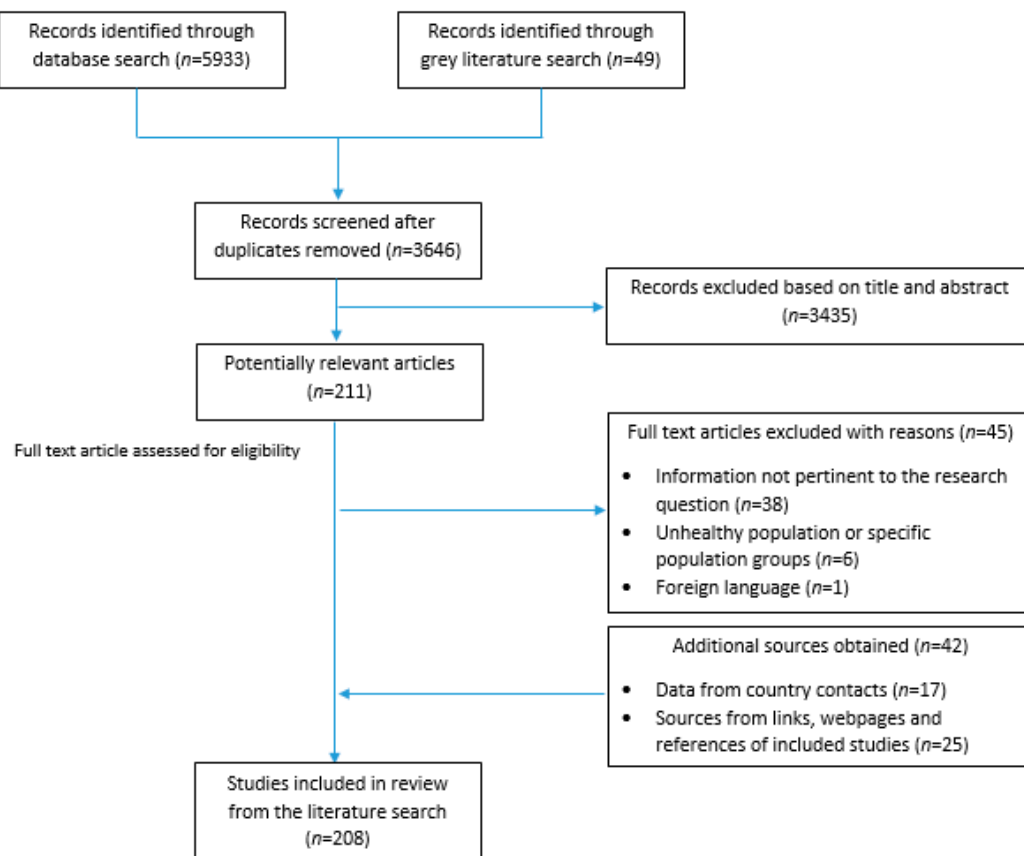 Records identified through
database search (n=5933)
Records identified through
grey literature search (n=49)
Records screened after
duplicates removed (n=3646)
Records excluded based on title and abstract
(n=3435)
Potentially relevant articles
(n=211)
Full text article assessed for eligibility
Full text articles excluded with reasons (n=45)
• Information not pertinent to the research
question (n=38)
• Unhealthy population or specific
population groups (n=6)
• Foreign language (n=1)
Additional sources obtained (n=42)
• Data from country contacts (n=17)
• Sources from links, webpages and
references of included studies (n=25)
Studies included in review
from the literature search
(n=208)